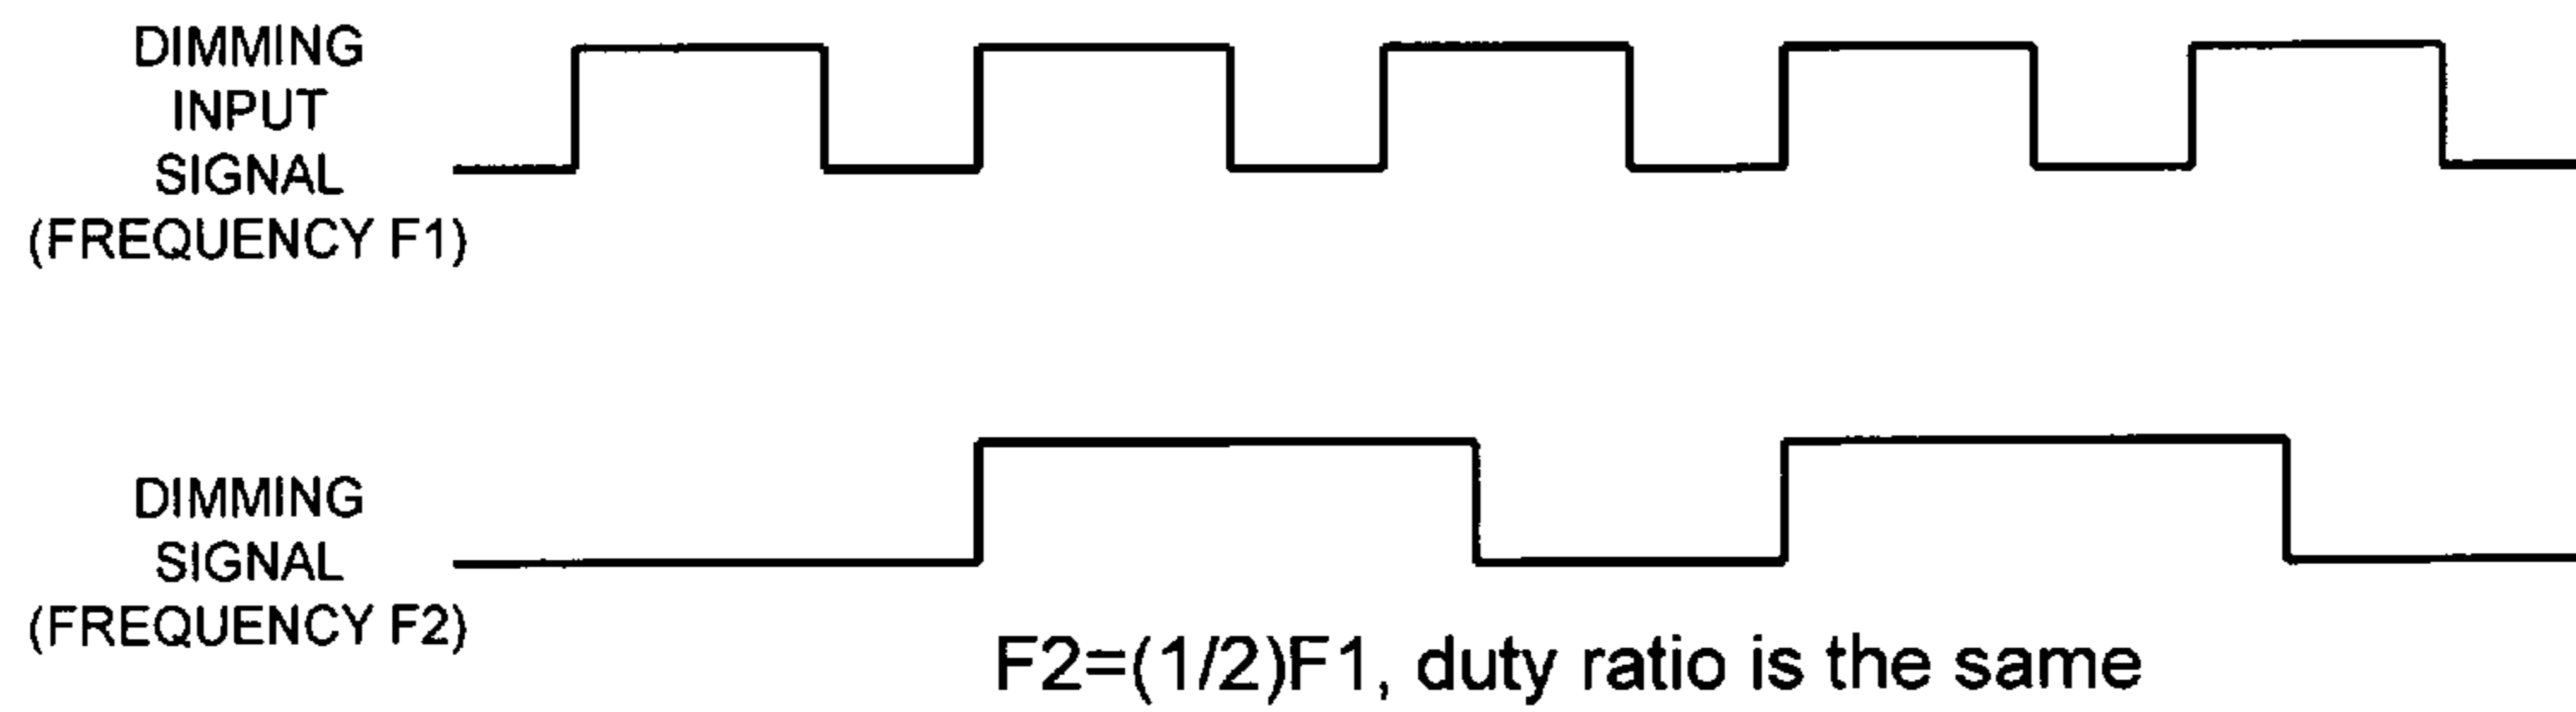 DIMMING
INPUT
SIGNAL
(FREQUENCY F1)
DIMMING
SIGNAL
(FREQUENCY F2)
F2=(1/2)F1, duty ratio is the same